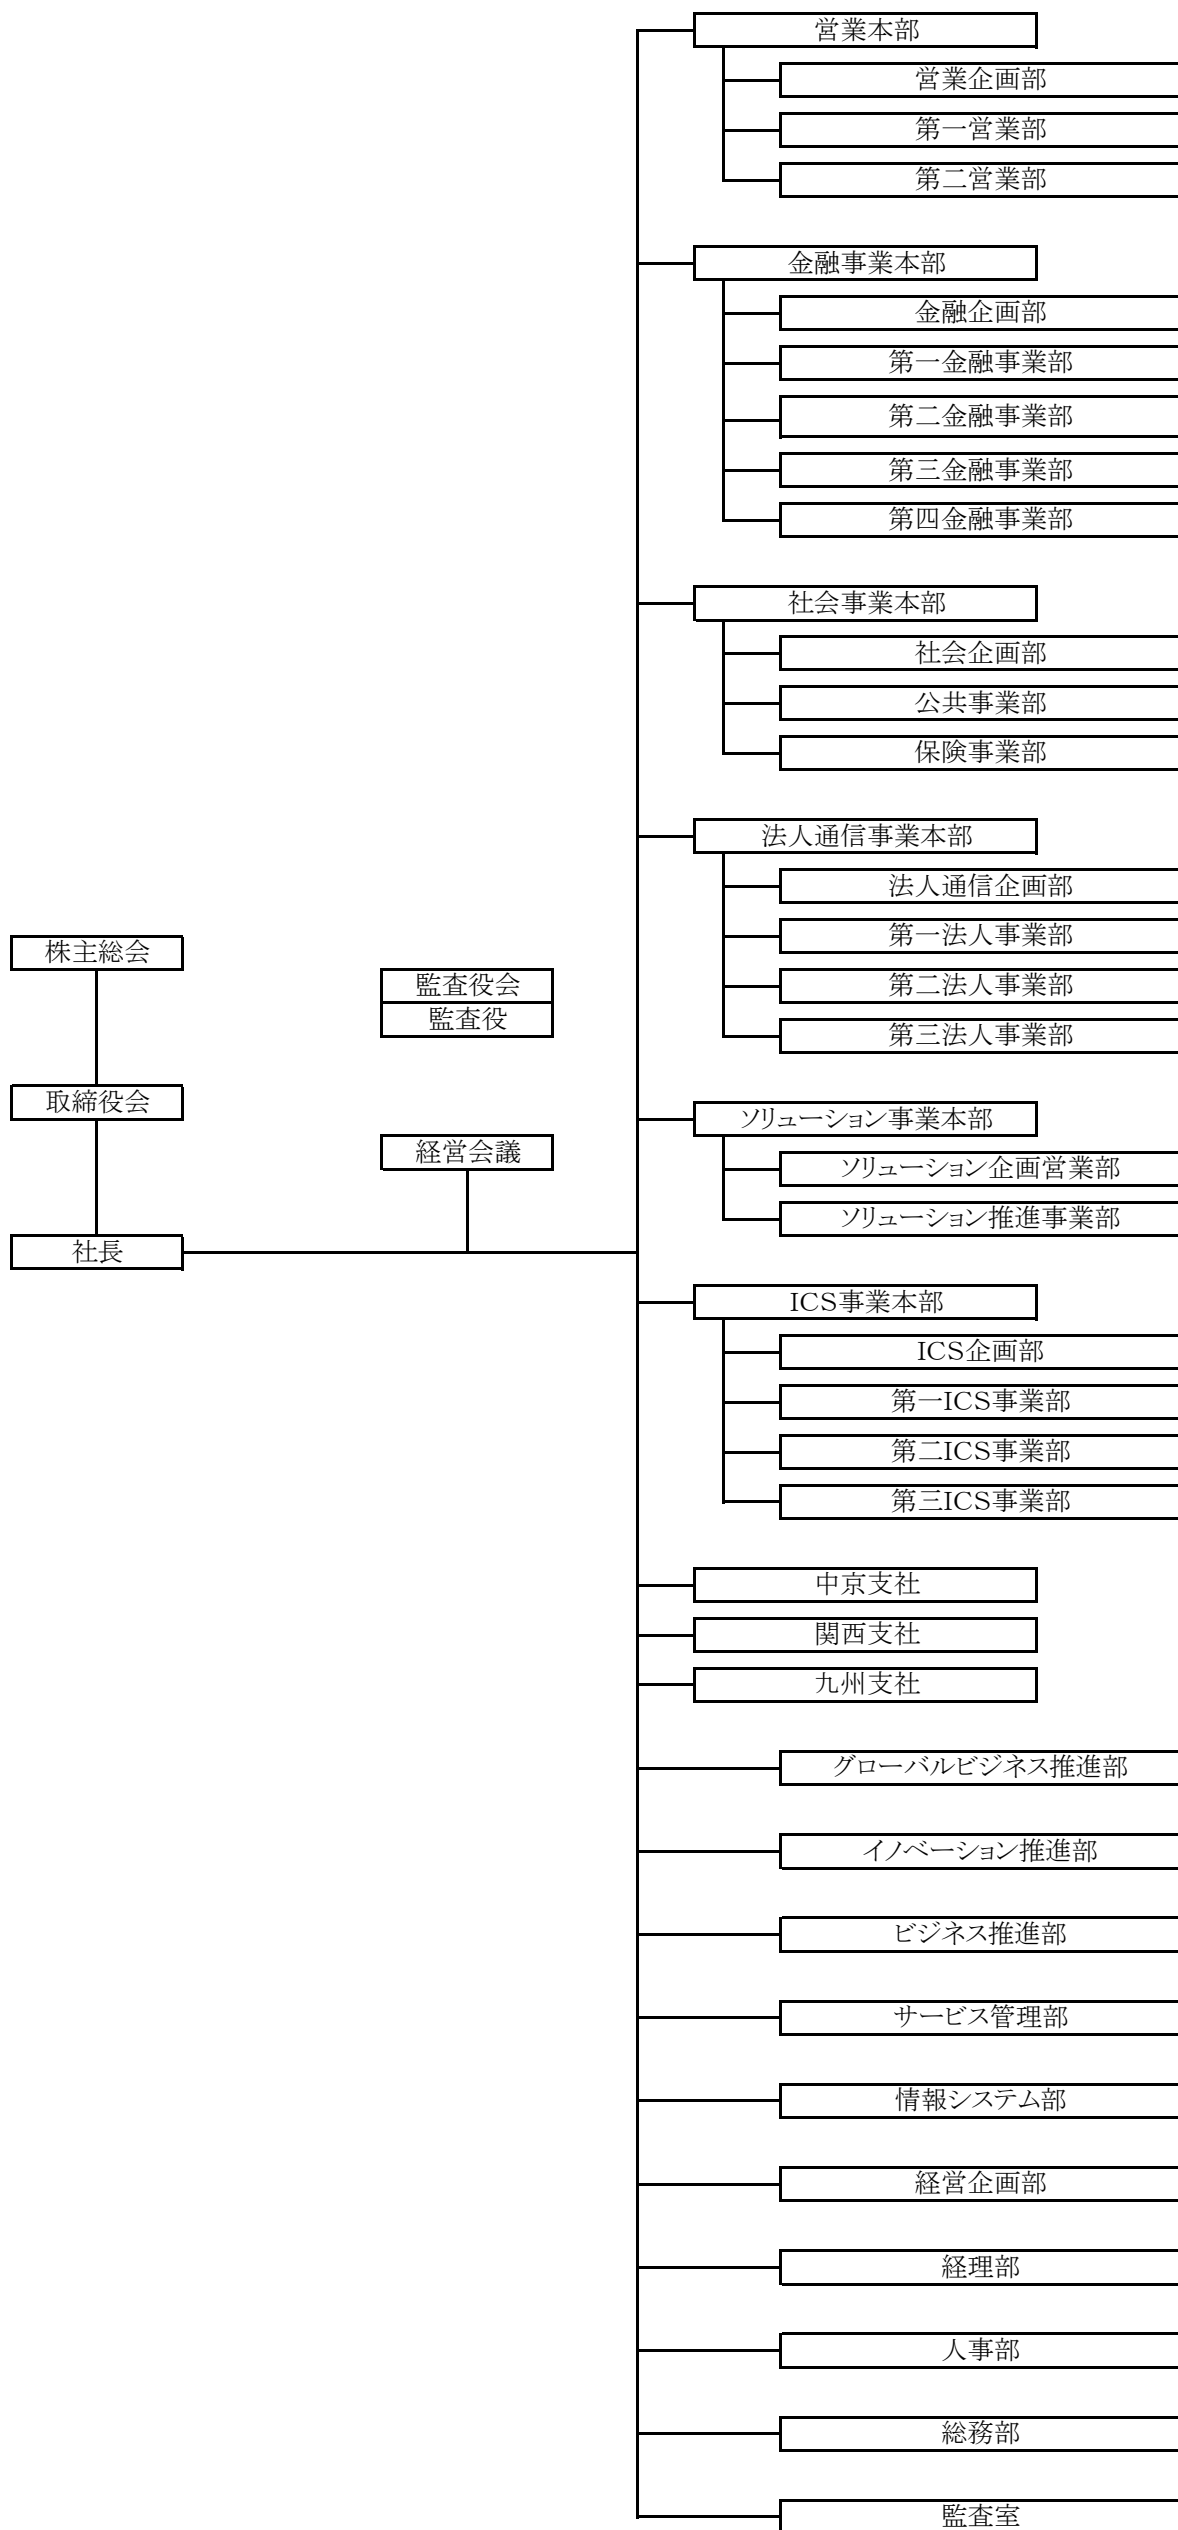 株主総会
取締役会
社長
監査役会
監査役
経営会議
営業本部
営業企画部
第一営業部
第二営業部
金融事業本部
金融企画部
第一金融事業部
第二金融事業部
第三金融事業部
第四金融事業部
社会事業本部
社会企画部
公共事業部
保険事業部
法人通信事業本部
法人通信企画部
第一法人事業部
第二法人事業部
第三法人事業部
ソリューション事業本部
ソリューション企画営業部
ソリューション推進事業部
ICS事業本部
ICS企画部
第一ICS事業部
第二ICS事業部
第三ICS事業部
中京支社
関西支社
九州支社
グローバルビジネス推進部
イノベーション推進部
ビジネス推進部
サービス管理部
情報システム部
経営企画部
経理部
人事部
総務部
監査室